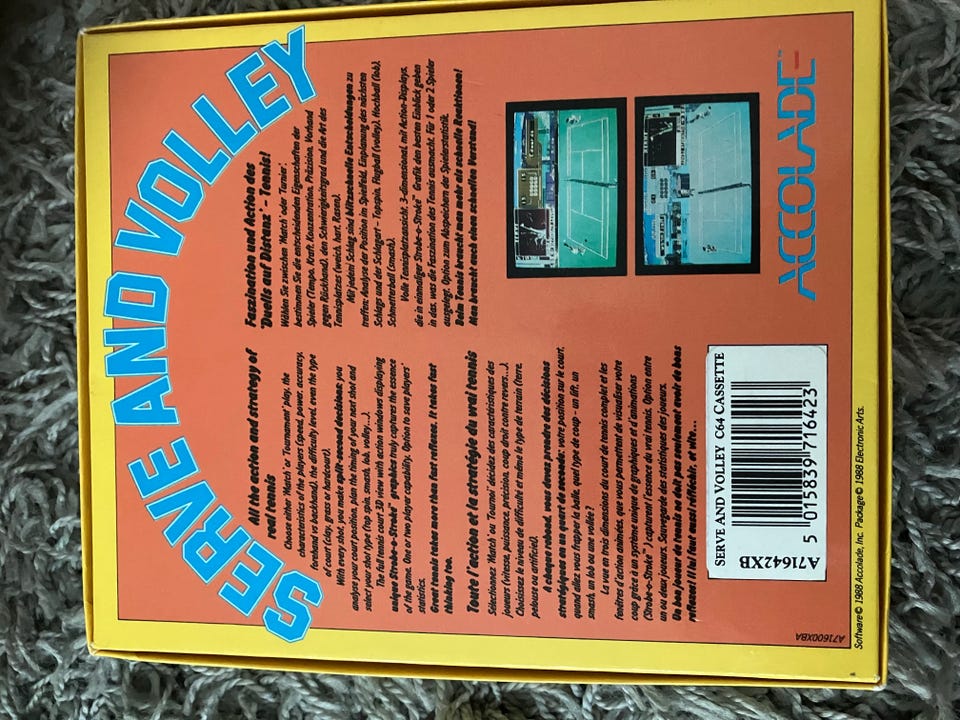 SERVE AND VOLLEY
All the action and strategy of
real tennis
Choose either 'Match' or 'Tournament' play, the
characteristics of the players (speed, power, accuracy,
forehand vs backhand), the difficulty level, even the type
of court (clay, grass or hardcourt).
With every shot, you make split-second decisions: you
analyse your court position, plan the timing of your next shot and
select your shot type (top spin, smash, lob, volley...).
The full tennis court 3D view with action windows displaying
unique Strobe-o-Stroke™ graphics truly captures the essence
of the game. One or two player capability. Option to save players'
statistics.
Great tennis takes more than fast reflexes. It takes fast
thinking too.
Toute l'action et la stratégie du vrai tennis
Sélectionnez 'Match' ou 'Tournoi', décidez des caractéristiques des
joueurs (vitesse, puissance, précision, coup droit contre revers...).
Choisissez le niveau de difficulté et même le type de terrain (terre,
pelouse ou artificiel).
A chaque rebond, vous devez prendre des décisions
stratégiques en un quart de seconde: votre position sur le court,
quand allez vous frapper la balle, quel type de coup - un lift, un
smash, un lob ou une volée?
La vue en trois dimensions du court de tennis complet et les
fenêtres d'action animées, que vous permettent de visualiser votre
coup grâce à un système unique de graphiques et d'animations
(Strobe-o-Stroke™) capturent l'essence du vrai tennis. Option entre
un ou deux joueurs. Sauvegarde des statistiques des joueurs.
Un bon joueur de tennis ne doit pas seulement avoir de bons
reflexes! Il lui faut aussi réfléchir, et vite...
Faszination und Action des
'Duells auf Distanz' - Tennis!
Wählen Sie zwischen 'Match' oder 'Turnier',
bestimmen Sie die entscheidenden Eigenschaften der
Spieler (Tempo, Kraft, Konzentration, Präzision, Vorhand
gegen Rückhand), den Schwierigkeitsgrad und die Art des
Tennisplatzes (weich, hart, Rasen).
Mit jedem Schlag sind blitzschnelle Entscheidungen zu
treffen: Analyse der Position im Spielfeld, Einplanung des nächsten
Schlags und der Schlagart - Topspin, Flugball (volley), Hochball (lob),
Schmetterball (smash).
Volle Tennisplatzansicht, 3-dimensional, mit Action-Displays,
die in einmaliger Strobe-o-Stroke™ Grafik den besten Einblick geben
in das, was die Faszination des Tennis ausmacht. Für 1 oder 2 Spieler
ausgelegt. Option zum Abspeichern der Spielerstatistik.
Beim Tennis braucht man mehr als schnelle Reaktionen!
Man braucht auch einen schnellen Verstand!
ACCOLADE™
SERVE AND VOLLEY C64 CASSETTE
5 015839 716423
A71642XB
A71600XBA
Software © 1988 Accolade, Inc. Package © 1988 Electronic Arts.